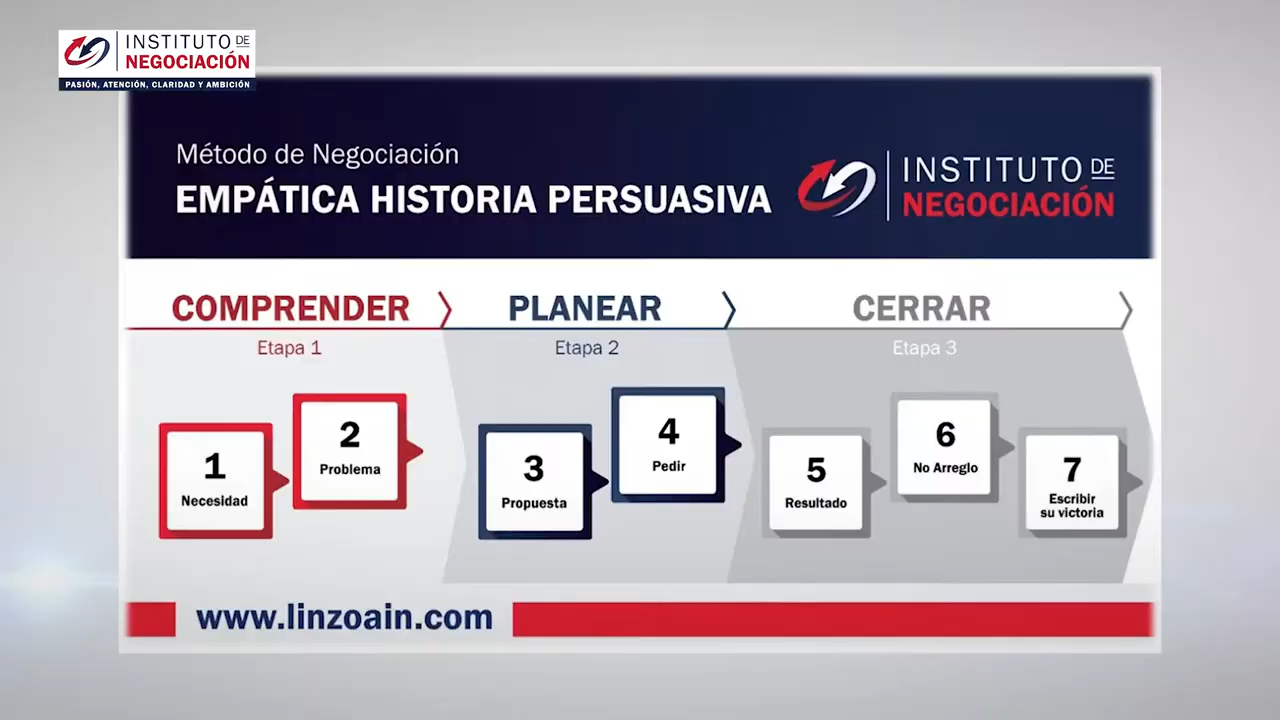 INSTITUTO DE
NEGOCIACIÓN
PASIÓN, ATENCIÓN, CLARIDAD Y AMBICIÓN
Método de Negociación
EMPÁTICA HISTORIA PERSUASIVA
INSTITUTO DE
NEGOCIACIÓN
COMPRENDER
PLANEAR
CERRAR
Etapa 1
Etapa 2
Etapa 3
1
Necesidad
2
Problema
3
Propuesta
4
Pedir
5
Resultado
6
No Arreglo
7
Escribir
su victoria
www.linzoain.com